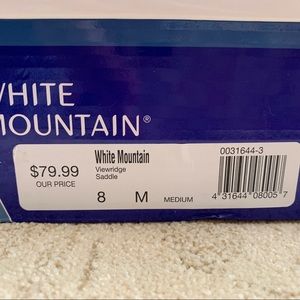 WHITE
MOUNTAIN®
$79.99
OUR PRICE
White Mountain
Viewridge
Saddle
8 M MEDIUM
0031644-3
4 31644 08005 7